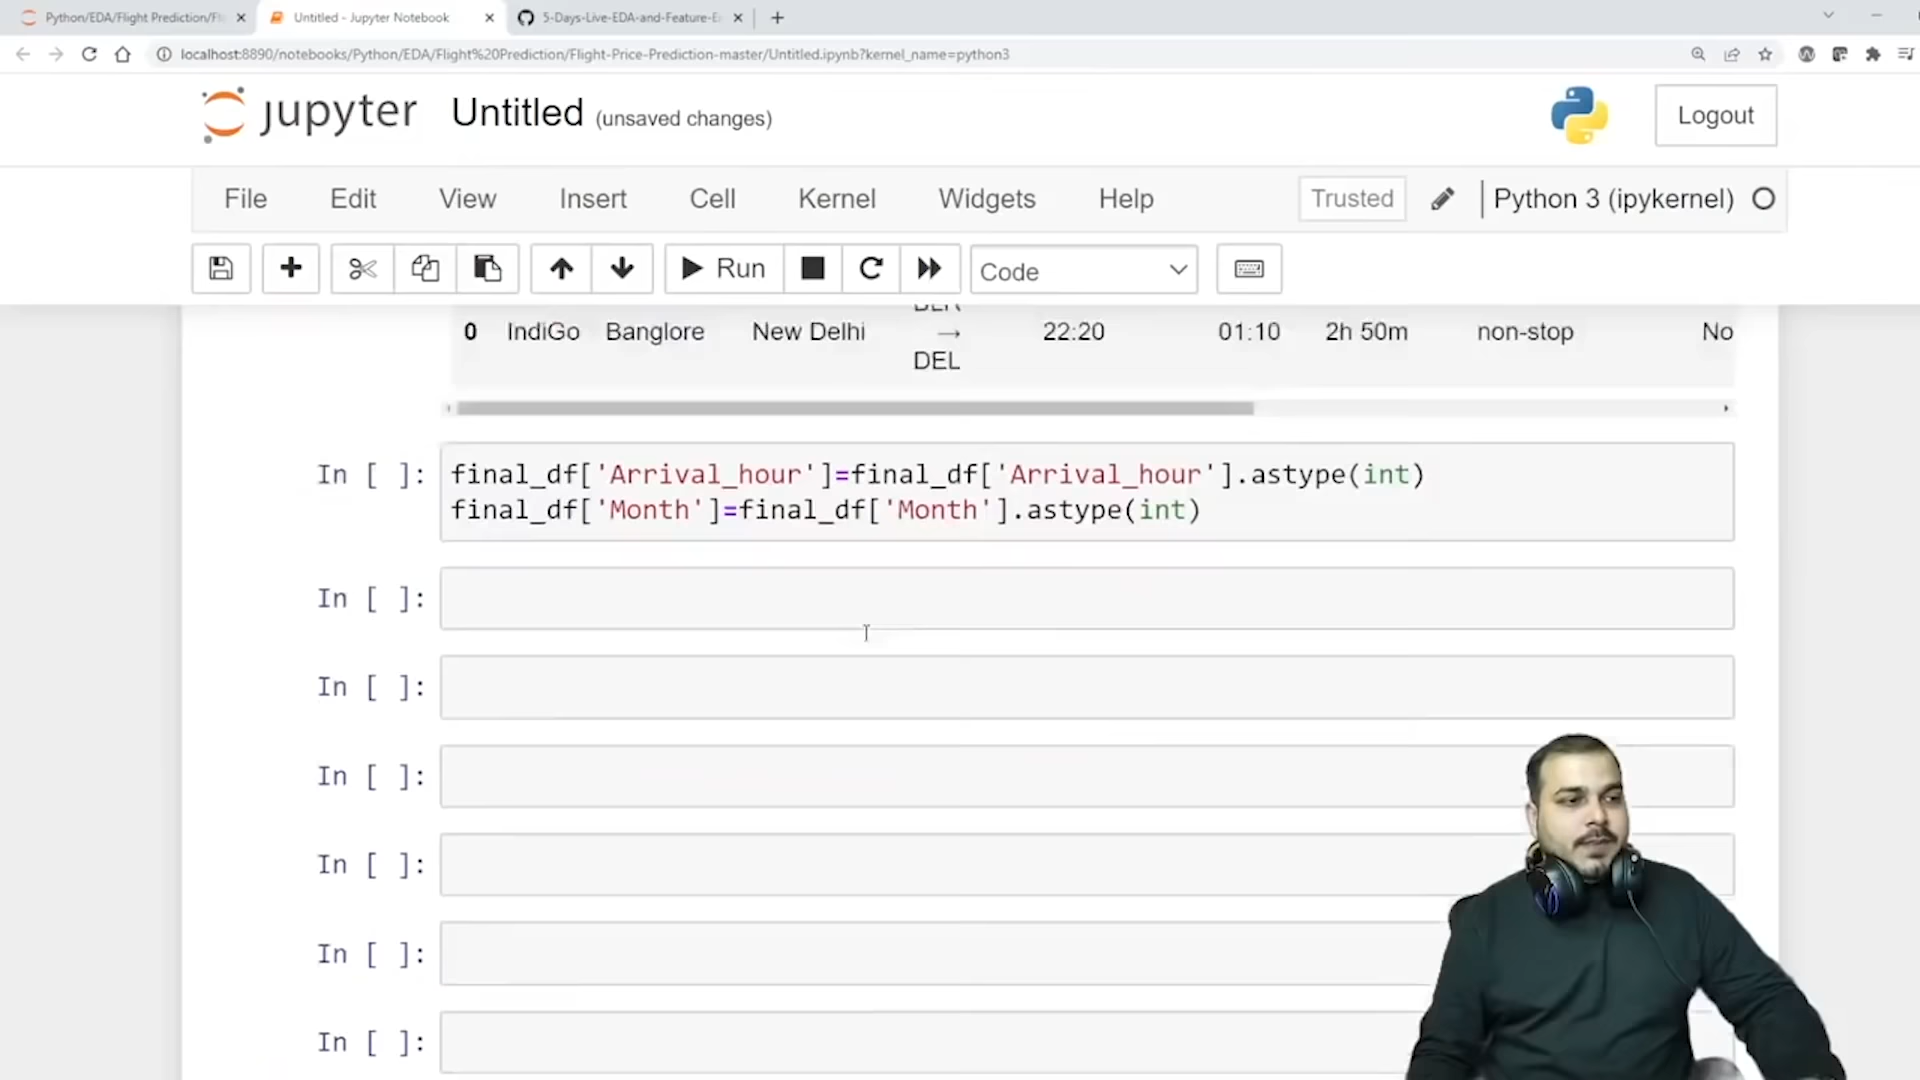 Python/EDA/Flight Prediction/Fl
Untitled - Jupyter Notebook
5-Days-Live-EDA-and-Feature-E
localhost:8890/notebooks/Python/EDA/Flight%20Prediction/Flight-Price-Prediction-master/Untitled.ipynb?kernel_name=python3
jupyter Untitled (unsaved changes)
Logout
File Edit View Insert Cell Kernel Widgets Help Trusted Python 3 (ipykernel)
Run Code
0 IndiGo Banglore New Delhi → 22:20 01:10 2h 50m non-stop No
DEL
In [ ]: final_df['Arrival_hour']=final_df['Arrival_hour'].astype(int)
final_df['Month']=final_df['Month'].astype(int)
In [ ]:
In [ ]:
In [ ]:
In [ ]:
In [ ]:
In [ ]: